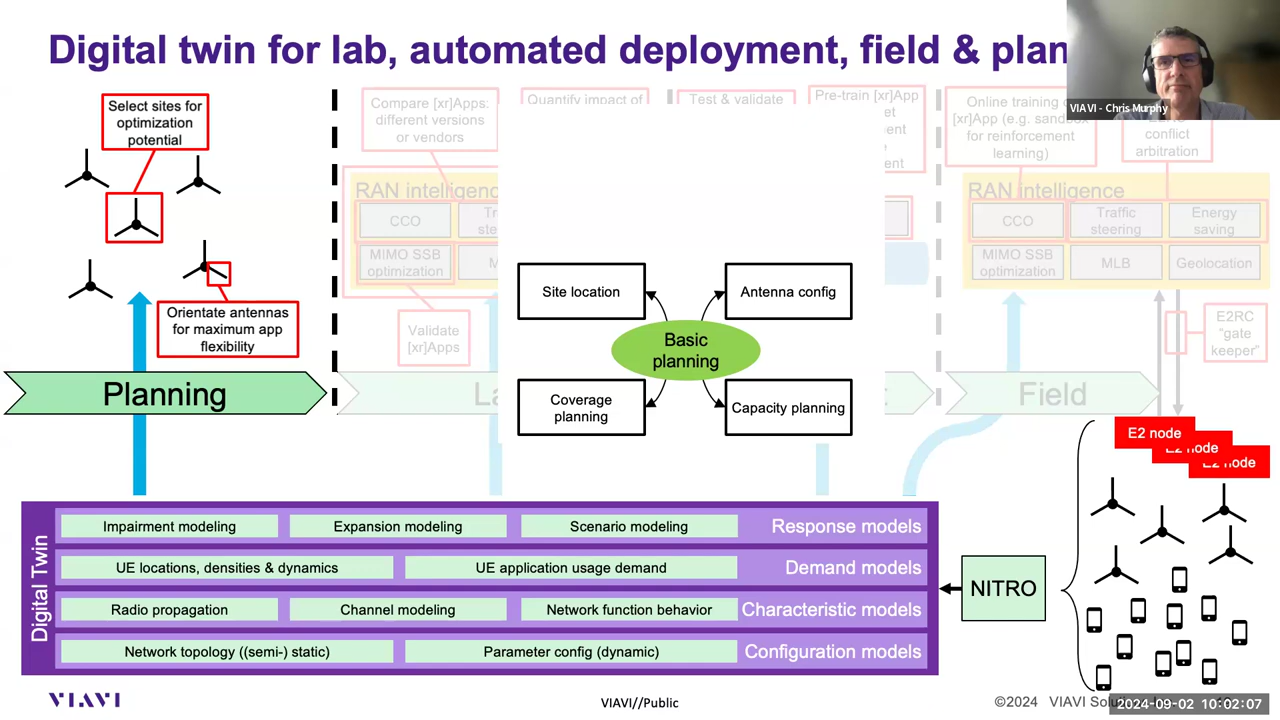 Digital twin for lab, automated deployment, field & plan
VIAVI - Chris Murphy
Select sites for
optimization
potential
Orientate antennas
for maximum app
flexibility
Compare [xr]Apps:
different versions
or vendors
Quantify impact of
Test & validate
Pre-train [xr]App
Online training
[xr]App (e.g. sandbox
for reinforcement
learning)
conflict
arbitration
RAN intelligence
CCO
MIMO SSB
optimization
Validate
[xr]Apps
RAN intelligence
CCO
Traffic
steering
Energy
saving
MIMO SSB
optimization
MLB
Geolocation
E2RC
"gate
keeper"
Site location
Antenna config
Basic
planning
Coverage
planning
Capacity planning
Planning
Field
E2 node
E2 node
E2 node
Digital Twin
Impairment modeling
Expansion modeling
Scenario modeling
Response models
UE locations, densities & dynamics
UE application usage demand
Demand models
Radio propagation
Channel modeling
Network function behavior
Characteristic models
Network topology ((semi-) static)
Parameter config (dynamic)
Configuration models
NITRO
VIAVI
VIAVI//Public
©2024 VIAVI
2024-09-02 10:02:07